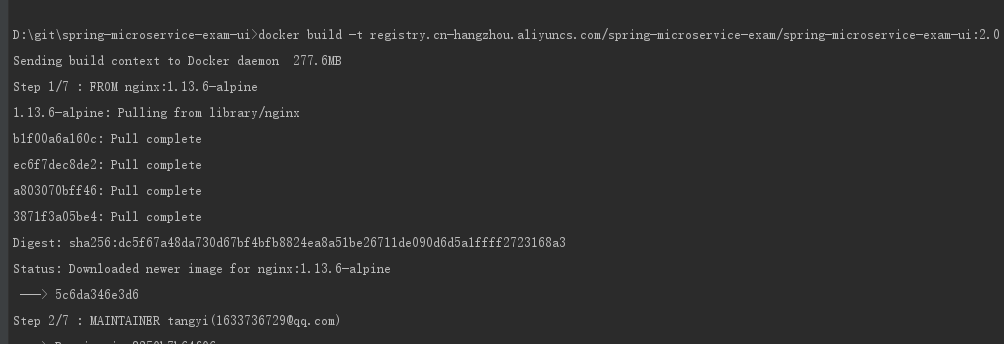 D:\git\spring-microservice-exam-ui>docker build -t registry.cn-hangzhou.aliyuncs.com/spring-microservice-exam/spring-microservice-exam-ui:2.0
Sending build context to Docker daemon  277.6MB
Step 1/7 : FROM nginx:1.13.6-alpine
1.13.6-alpine: Pulling from library/nginx
b1f00a6a160c: Pull complete
ec6f7dec8de2: Pull complete
a803070bff46: Pull complete
3871f3a05be4: Pull complete
Digest: sha256:dc5f67a48da730d67bf4bfb8824ea8a51be26711de090d6d5a1ffff2723168a3
Status: Downloaded newer image for nginx:1.13.6-alpine
 ---> 5c6da346e3d6
Step 2/7 : MAINTAINER tangyi(1633736729@qq.com)